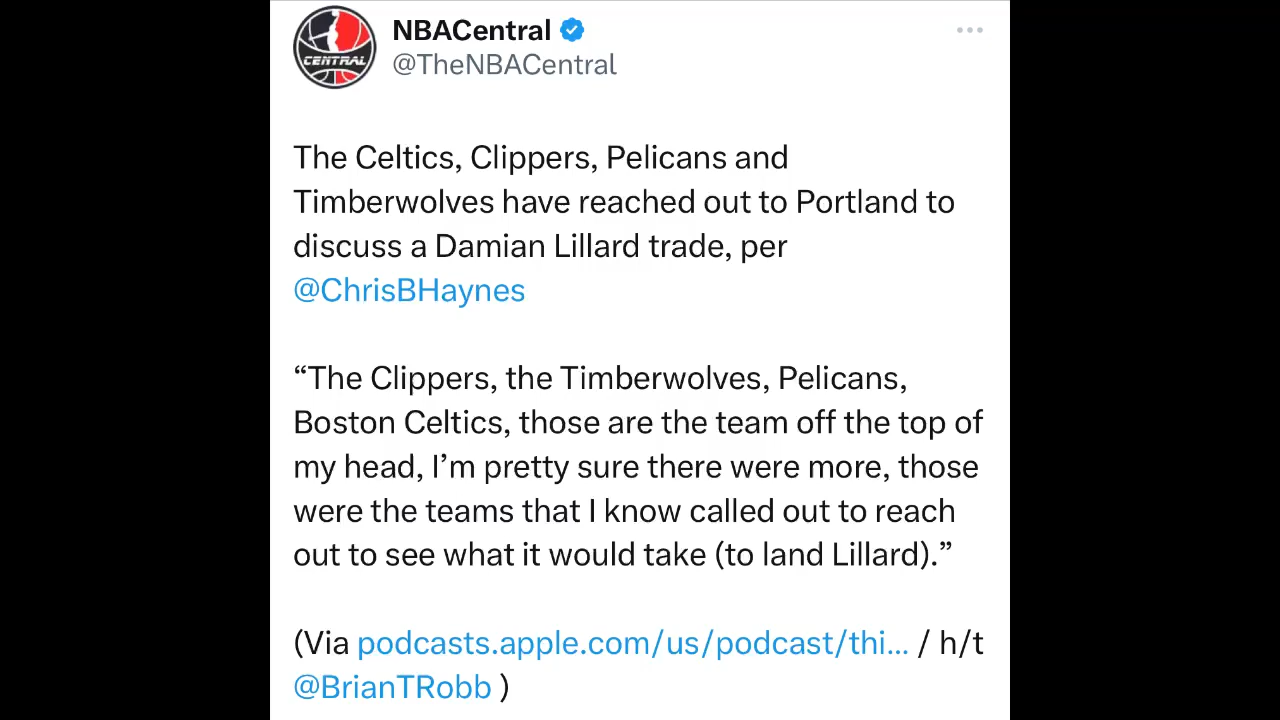 NBACentral
@TheNBACentral
CENTRAL
The Celtics, Clippers, Pelicans and
Timberwolves have reached out to Portland to
discuss a Damian Lillard trade, per
@ChrisBHaynes
“The Clippers, the Timberwolves, Pelicans,
Boston Celtics, those are the team off the top of
my head, I’m pretty sure there were more, those
were the teams that I know called out to reach
out to see what it would take (to land Lillard).”
(Via podcasts.apple.com/us/podcast/thi... / h/t
@BrianTRobb )